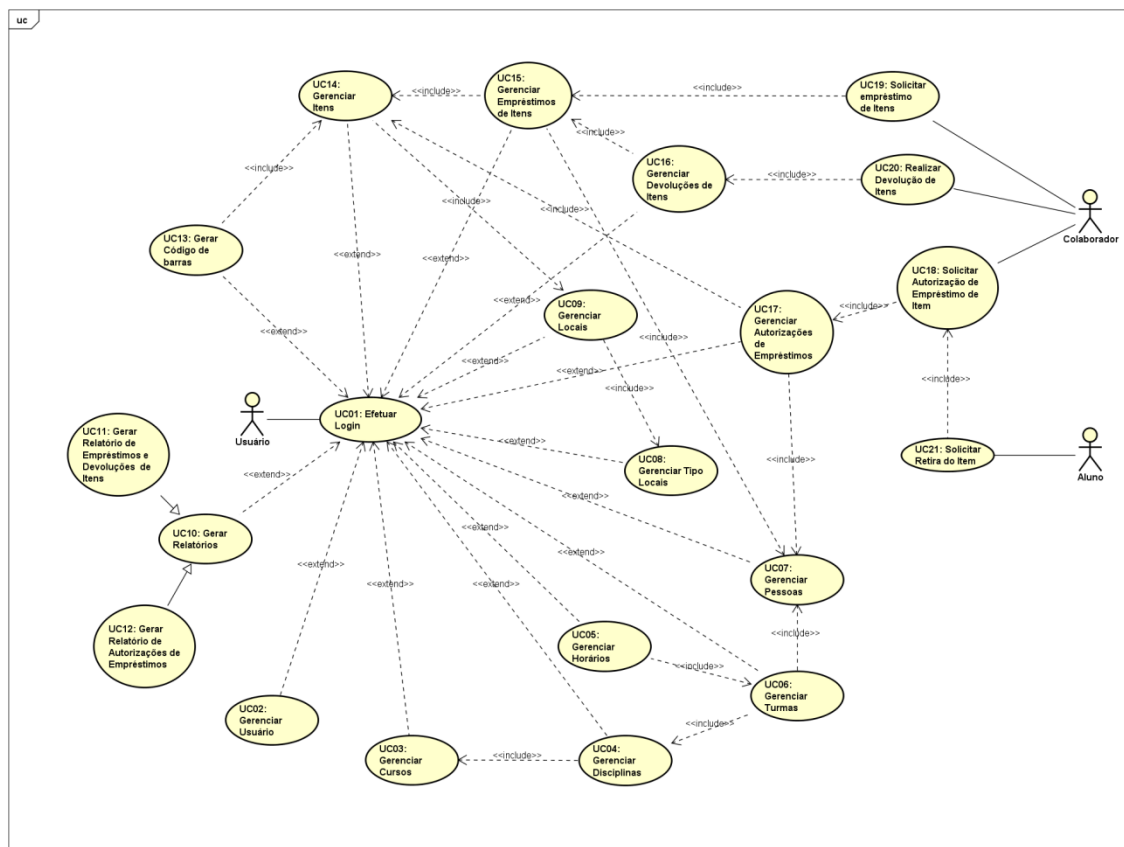 uc
UC14:
Gerenciar
Itens
<<include>>
UC15:
Gerenciar
Empréstimos
de Itens
<<include>>
UC19: Solicitar
empréstimo
de Itens
<<include>>
<<include>>
UC16:
Gerenciar
Devoluções de
Itens
<<include>>
UC20: Realizar
Devolução de
Itens
<<include>>
<<include>>
Colaborador
UC13: Gerar
Código de
barras
<<extend>>
<<extend>>
UC18: Solicitar
Autorização de
Empréstimo de
Item
<<extend>>
<<extend>>
UC09:
Gerenciar
Locais
<<include>>
UC17:
Gerenciar
Autorizações
de
Empréstimos
<<include>>
<<extend>>
<<extend>>
<<include>>
Usuário
UC01: Efetuar
Login
<<extend>>
UC08:
Gerenciar Tipo
Locais
<<include>>
UC21: Solicitar
Retira do Item
Aluno
UC11: Gerar
Relatório de
Empréstimos e
Devoluções de
Itens
<<extend>>
UC10: Gerar
Relatórios
<<extend>>
<<extend>>
<<extend>>
<<extend>>
<<extend>>
<<extend>>
UC07:
Gerenciar
Pessoas
UC12: Gerar
Relatório de
Autorizações de
Empréstimos
UC05:
Gerenciar
Horários
<<include>>
<<include>>
UC06:
Gerenciar
Turmas
UC02:
Gerenciar
Usuário
UC03:
Gerenciar
Cursos
<<include>>
UC04:
Gerenciar
Disciplinas
<<include>>